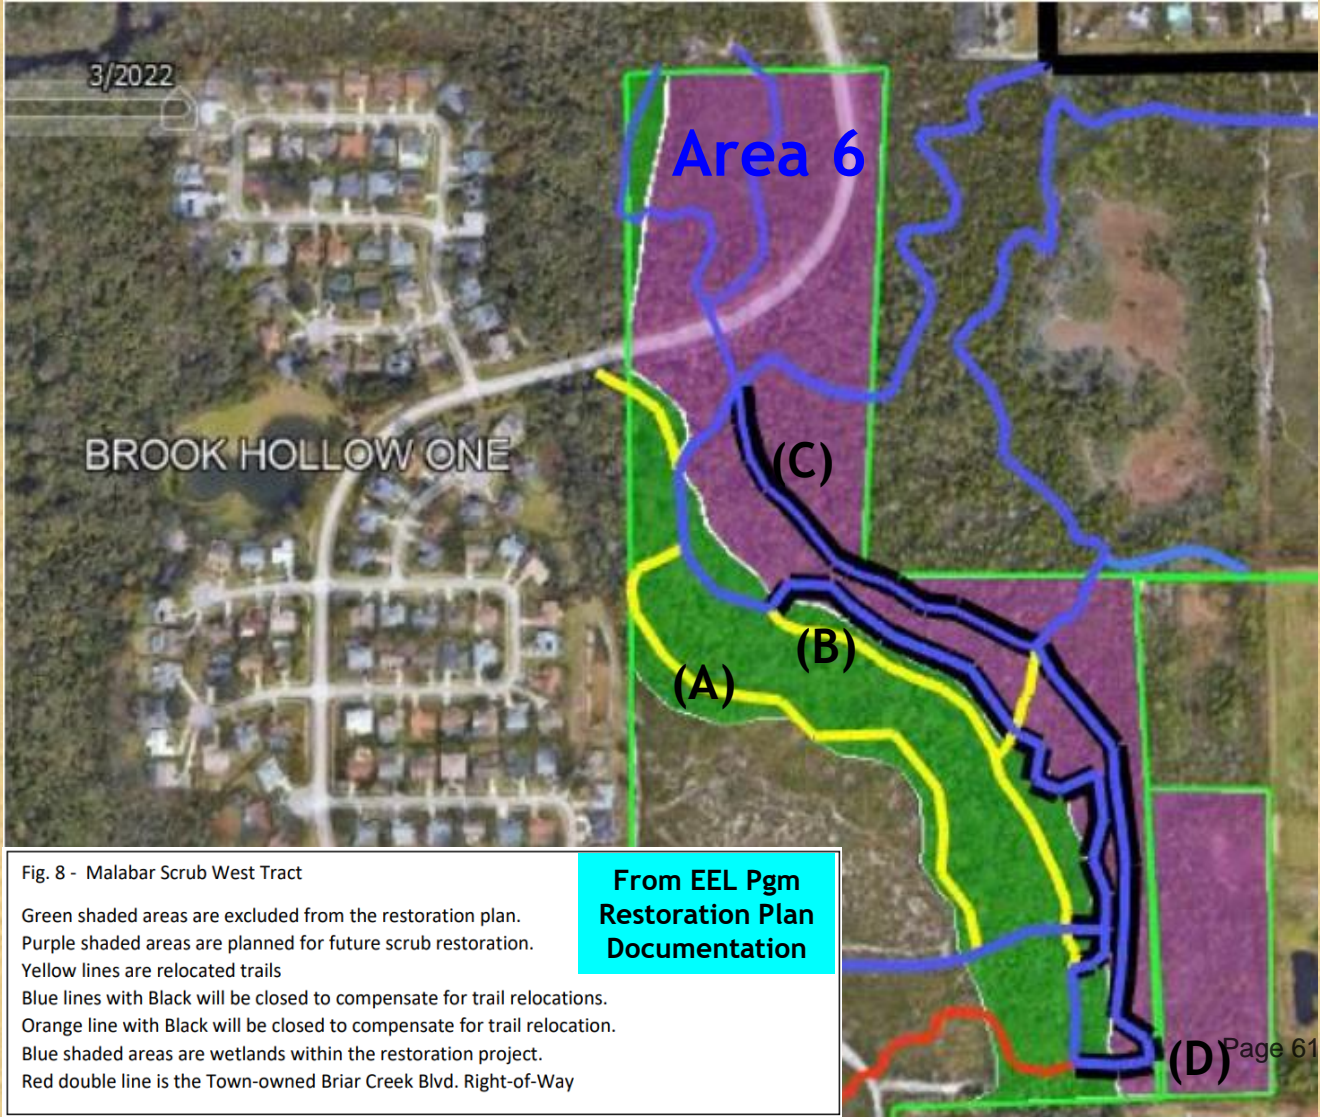 3/2022
Area 6
BROOK HOLLOW ONE
(C)
(B)
(A)
Fig. 8 - Malabar Scrub West Tract
Green shaded areas are excluded from the restoration plan.
Purple shaded areas are planned for future scrub restoration.
Yellow lines are relocated trails
Blue lines with Black will be closed to compensate for trail relocations.
Orange line with Black will be closed to compensate for trail relocation.
Blue shaded areas are wetlands within the restoration project.
Red double line is the Town-owned Briar Creek Blvd. Right-of-Way
From EEL Pgm
Restoration Plan
Documentation
(D)
Page 61